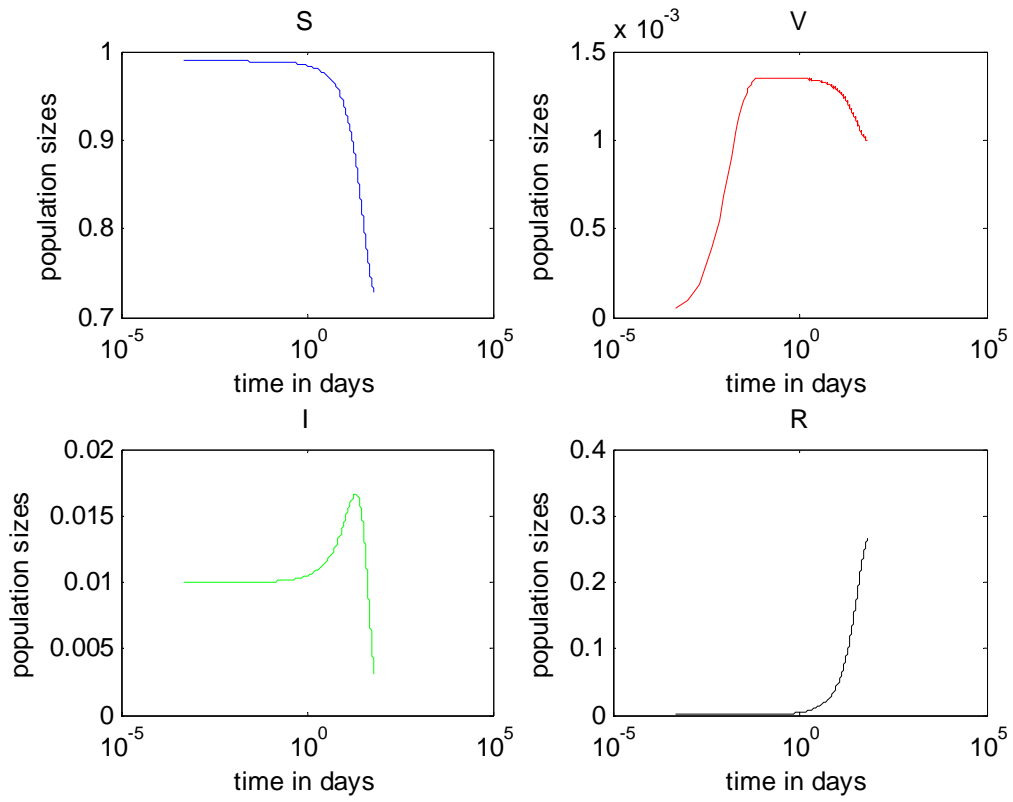 S
population sizes
1
0.9
0.8
0.7
10^-5
10^0
10^5
time in days
V
x 10^-3
population sizes
1.5
1
0.5
0
10^-5
10^0
10^5
time in days
I
population sizes
0.02
0.015
0.01
0.005
0
10^-5
10^0
10^5
time in days
R
population sizes
0.4
0.3
0.2
0.1
0
10^-5
10^0
10^5
time in days